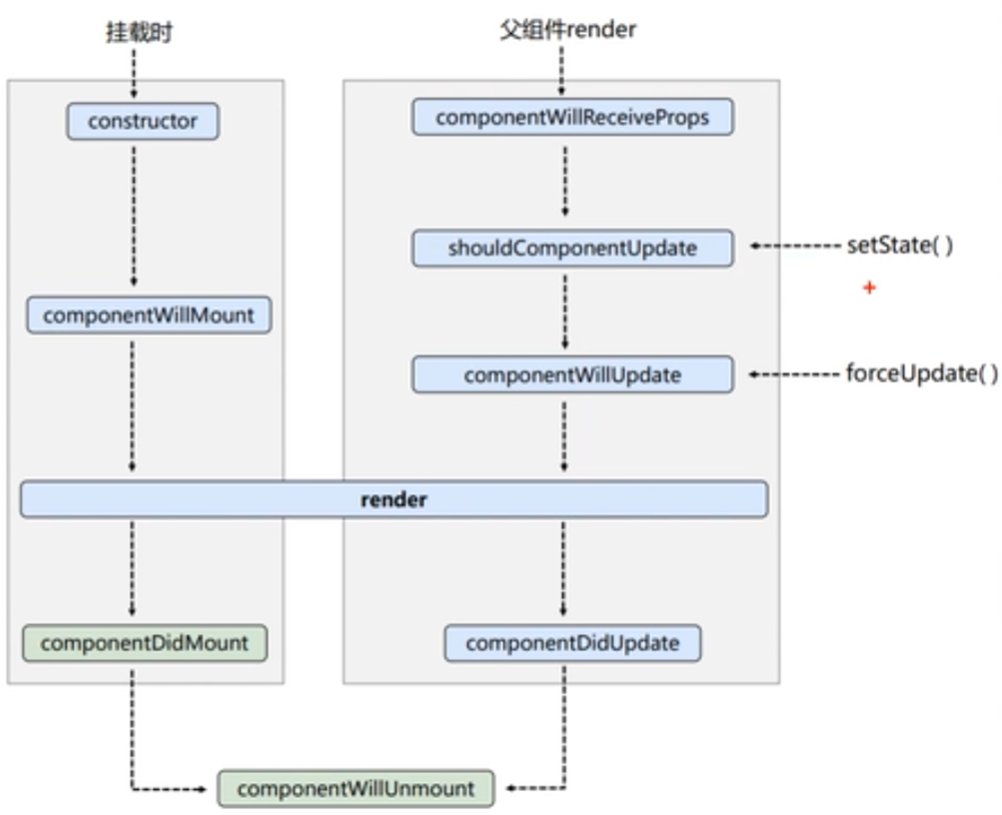 挂载时
父组件render
constructor
componentWillReceiveProps
shouldComponentUpdate
setState( )
componentWillMount
componentWillUpdate
forceUpdate( )
render
componentDidMount
componentDidUpdate
componentWillUnmount